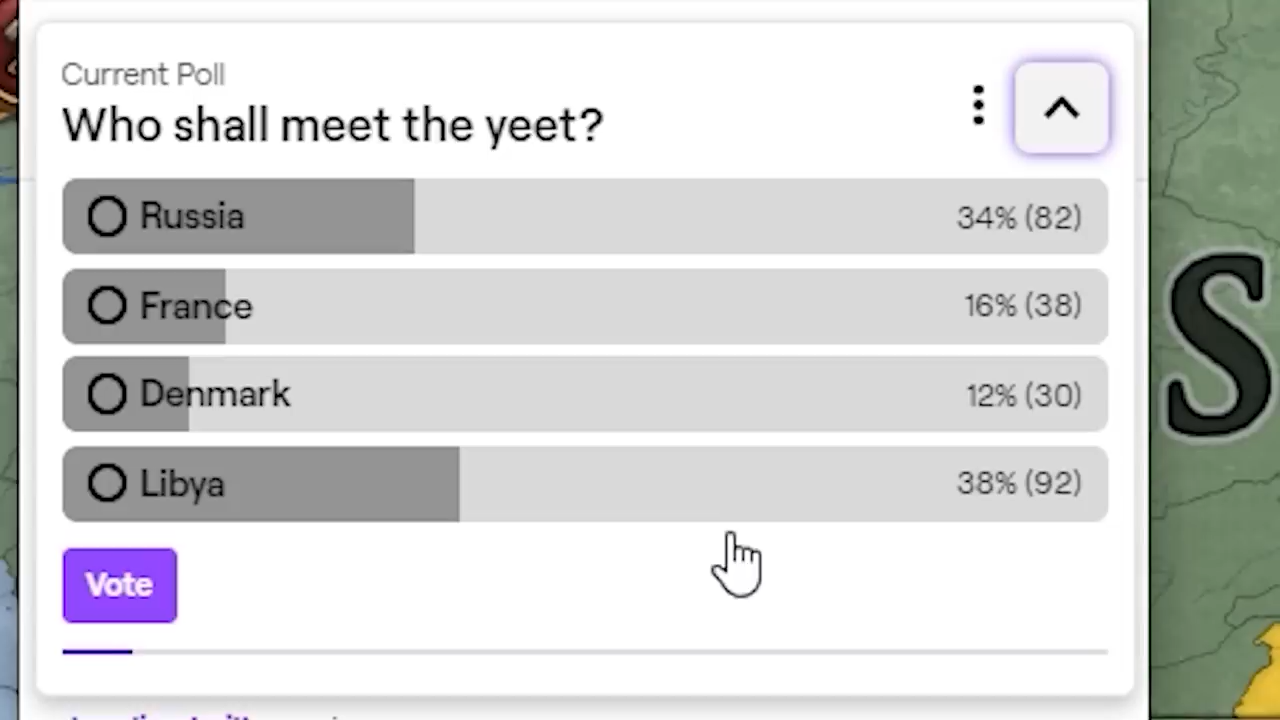 Current Poll
Who shall meet the yeet?
Russia 34% (82)
France 16% (38)
Denmark 12% (30)
Libya 38% (92)
Vote
S